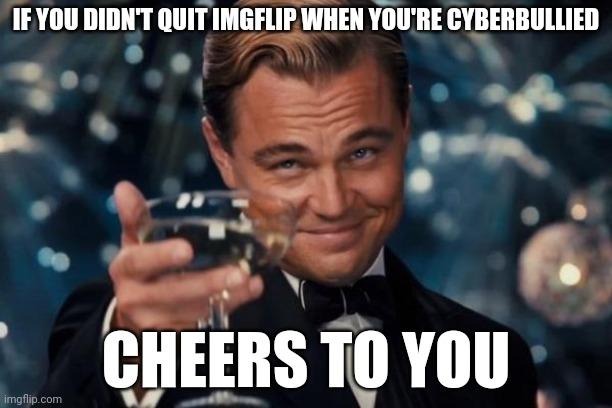 IF YOU DIDN'T QUIT IMGFLIP WHEN YOU'RE CYBERBULLIED
CHEERS TO YOU
imgflip.com